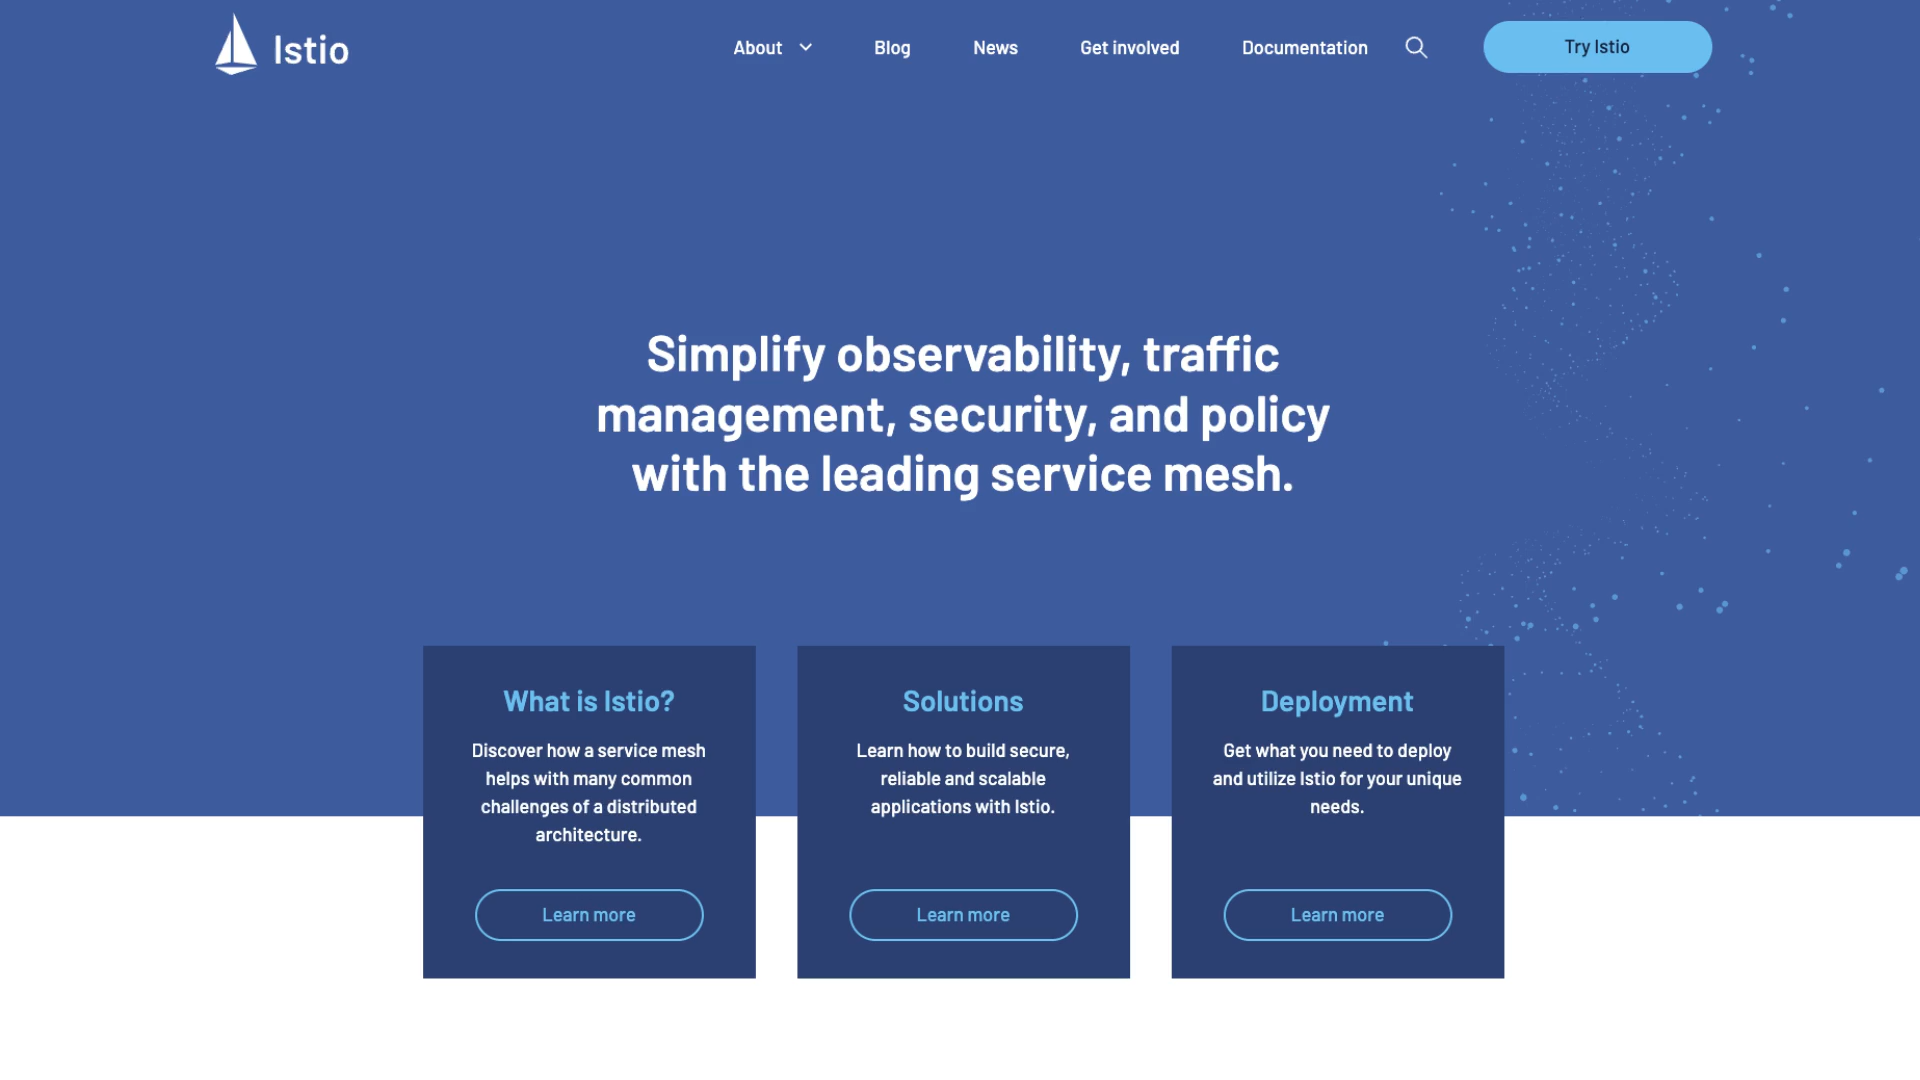 Istio
About
Blog
News
Get involved
Documentation
Try Istio
Simplify observability, traffic
management, security, and policy
with the leading service mesh.
What is Istio?
Discover how a service mesh
helps with many common
challenges of a distributed
architecture.
Learn more
Solutions
Learn how to build secure,
reliable and scalable
applications with Istio.
Learn more
Deployment
Get what you need to deploy
and utilize Istio for your unique
needs.
Learn more